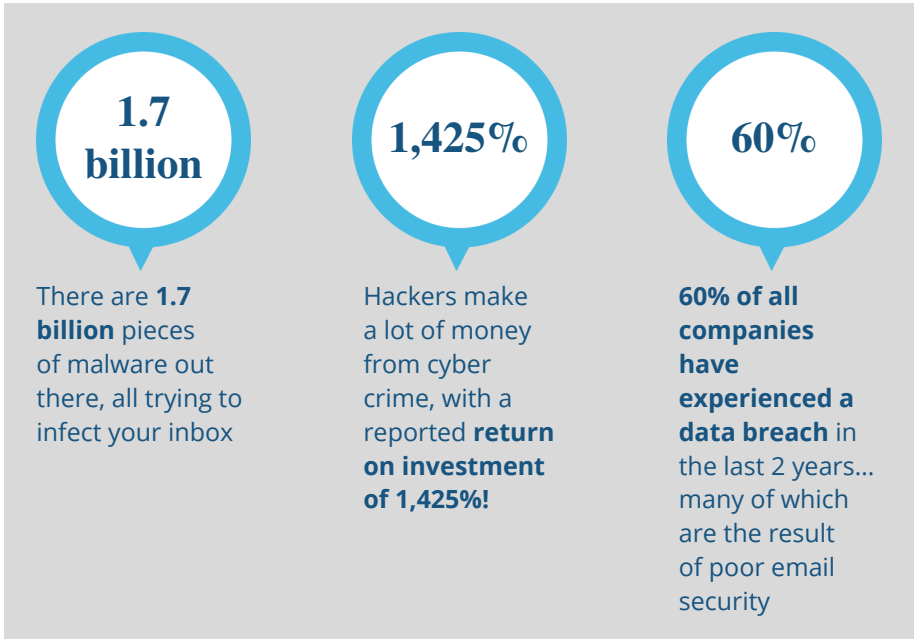 1.7
billion
There are 1.7
billion pieces
of malware out
there, all trying to
infect your inbox
1,425%
Hackers make
a lot of money
from cyber
crime, with a
reported return
on investment
of 1,425%!
60%
60% of all
companies
have
experienced a
data breach in
the last 2 years...
many of which
are the result
of poor email
security